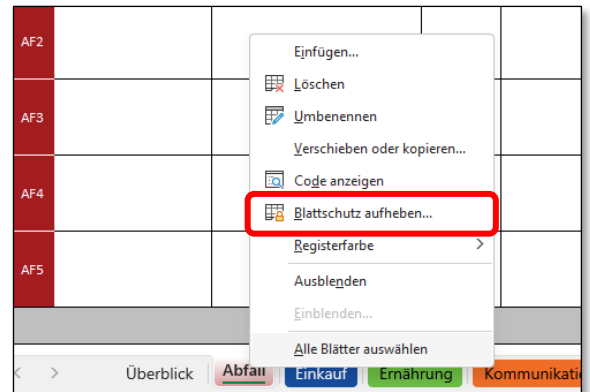 AF2
AF3
AF4
AF5
Einfügen...
Löschen
Umbenennen
Verschieben oder kopieren...
Code anzeigen
Blattschutz aufheben...
Registerfarbe
Ausblenden
Einblenden...
Alle Blätter auswählen
Überblick Abfall Einkauf Ernährung Kommunikati